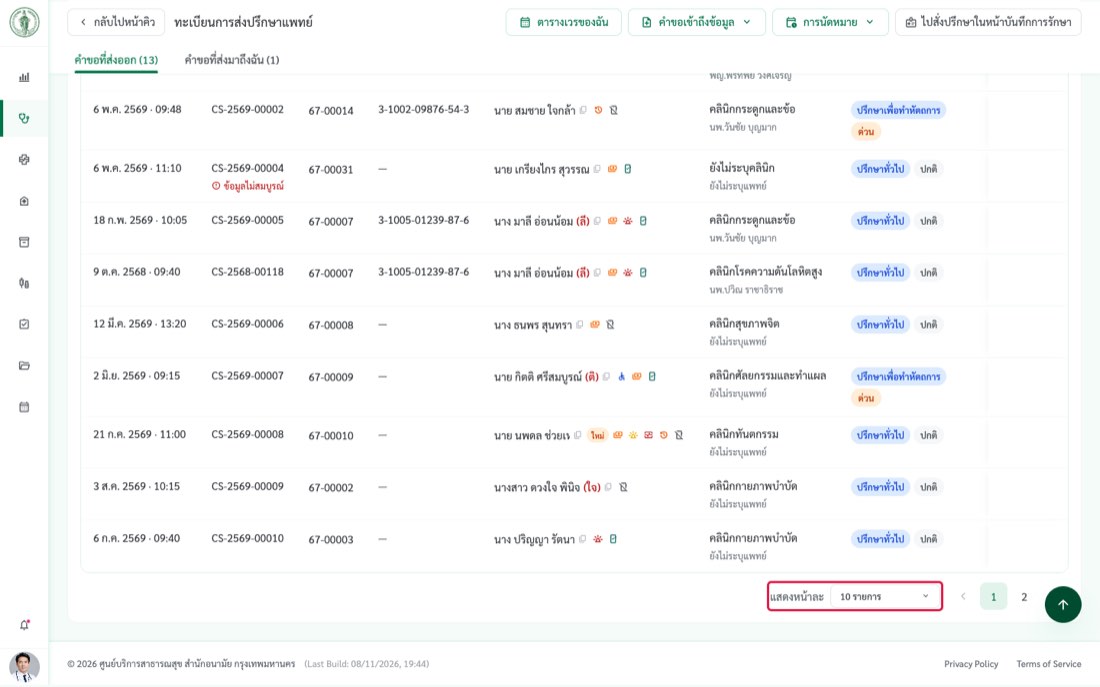 กลับไปหน้าคิว ทะเบียนการส่งปรึกษาแพทย์ ตารางเวรของฉัน คำขอเข้าถึงข้อมูล การนัดหมาย ไปสั่งปรึกษาในหน้าบันทึกการรักษา
คำขอที่ส่งออก (13) คำขอที่ส่งมาถึงฉัน (1)
6 พ.ค. 2569 · 09:48 CS-2569-00002 67-00014 3-1002-09876-54-3 นาย สมชาย ใจกล้า คลินิกกระดูกและข้อ ปรึกษาเพื่อทำหัตถการ
นพ.วันชัย บุญมาก ด่วน
6 พ.ค. 2569 · 11:10 CS-2569-00004 67-00031 — นาย เกรียงไกร สุวรรณ ยังไม่ระบุคลินิก ปรึกษาทั่วไป ปกติ
ข้อมูลไม่สมบูรณ์ ยังไม่ระบุแพทย์
18 ก.พ. 2569 · 10:05 CS-2569-00005 67-00007 3-1005-01239-87-6 นาง มาลี อ่อนน้อม (ลี) คลินิกกระดูกและข้อ ปรึกษาทั่วไป ปกติ
นพ.วันชัย บุญมาก
9 ต.ค. 2568 · 09:40 CS-2568-00118 67-00007 3-1005-01239-87-6 นาง มาลี อ่อนน้อม (ลี) คลินิกโรคความดันโลหิตสูง ปรึกษาทั่วไป ปกติ
นพ.ปวิณ ราชาธิราช
12 มี.ค. 2569 · 13:20 CS-2569-00006 67-00008 — นาง ธนพร สุนทรา คลินิกสุขภาพจิต ปรึกษาทั่วไป ปกติ
ยังไม่ระบุแพทย์
2 มิ.ย. 2569 · 09:15 CS-2569-00007 67-00009 — นาย กิตติ ศรีสมบูรณ์ (ติ) คลินิกศัลยกรรมและทำแผล ปรึกษาเพื่อทำหัตถการ
ยังไม่ระบุแพทย์ ด่วน
21 ก.ค. 2569 · 11:00 CS-2569-00008 67-00010 — นาย นพดล ใหม่ คลินิกทันตกรรม ปรึกษาทั่วไป ปกติ
ยังไม่ระบุแพทย์
3 ส.ค. 2569 · 10:15 CS-2569-00009 67-00002 — นางสาว ดวงใจ พินิจ (ใจ) คลินิกกายภาพบำบัด ปรึกษาทั่วไป ปกติ
ยังไม่ระบุแพทย์
6 ก.ค. 2569 · 09:40 CS-2569-00010 67-00003 — นาง ปริญญา รัตนา คลินิกกายภาพบำบัด ปรึกษาทั่วไป ปกติ
ยังไม่ระบุแพทย์
แสดงหน้าละ 10 รายการ 1 2
© 2026 ศูนย์บริการสาธารณสุข สำนักอนามัย กรุงเทพมหานคร (Last Build: 08/11/2026, 19:44) Privacy Policy Terms of Service